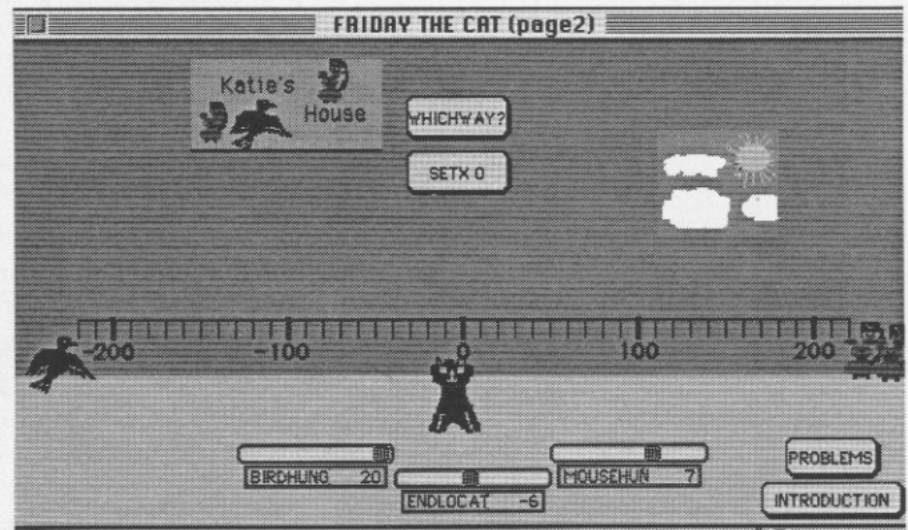 FRIDAY THE CAT (page2)
Katie's
House
WHICHWAY?
SETX 0
-200 -100 0 100 200
BIRDHUNG 20
ENDLOCAT -6
MOUSEHUN 7
PROBLEMS
INTRODUCTION